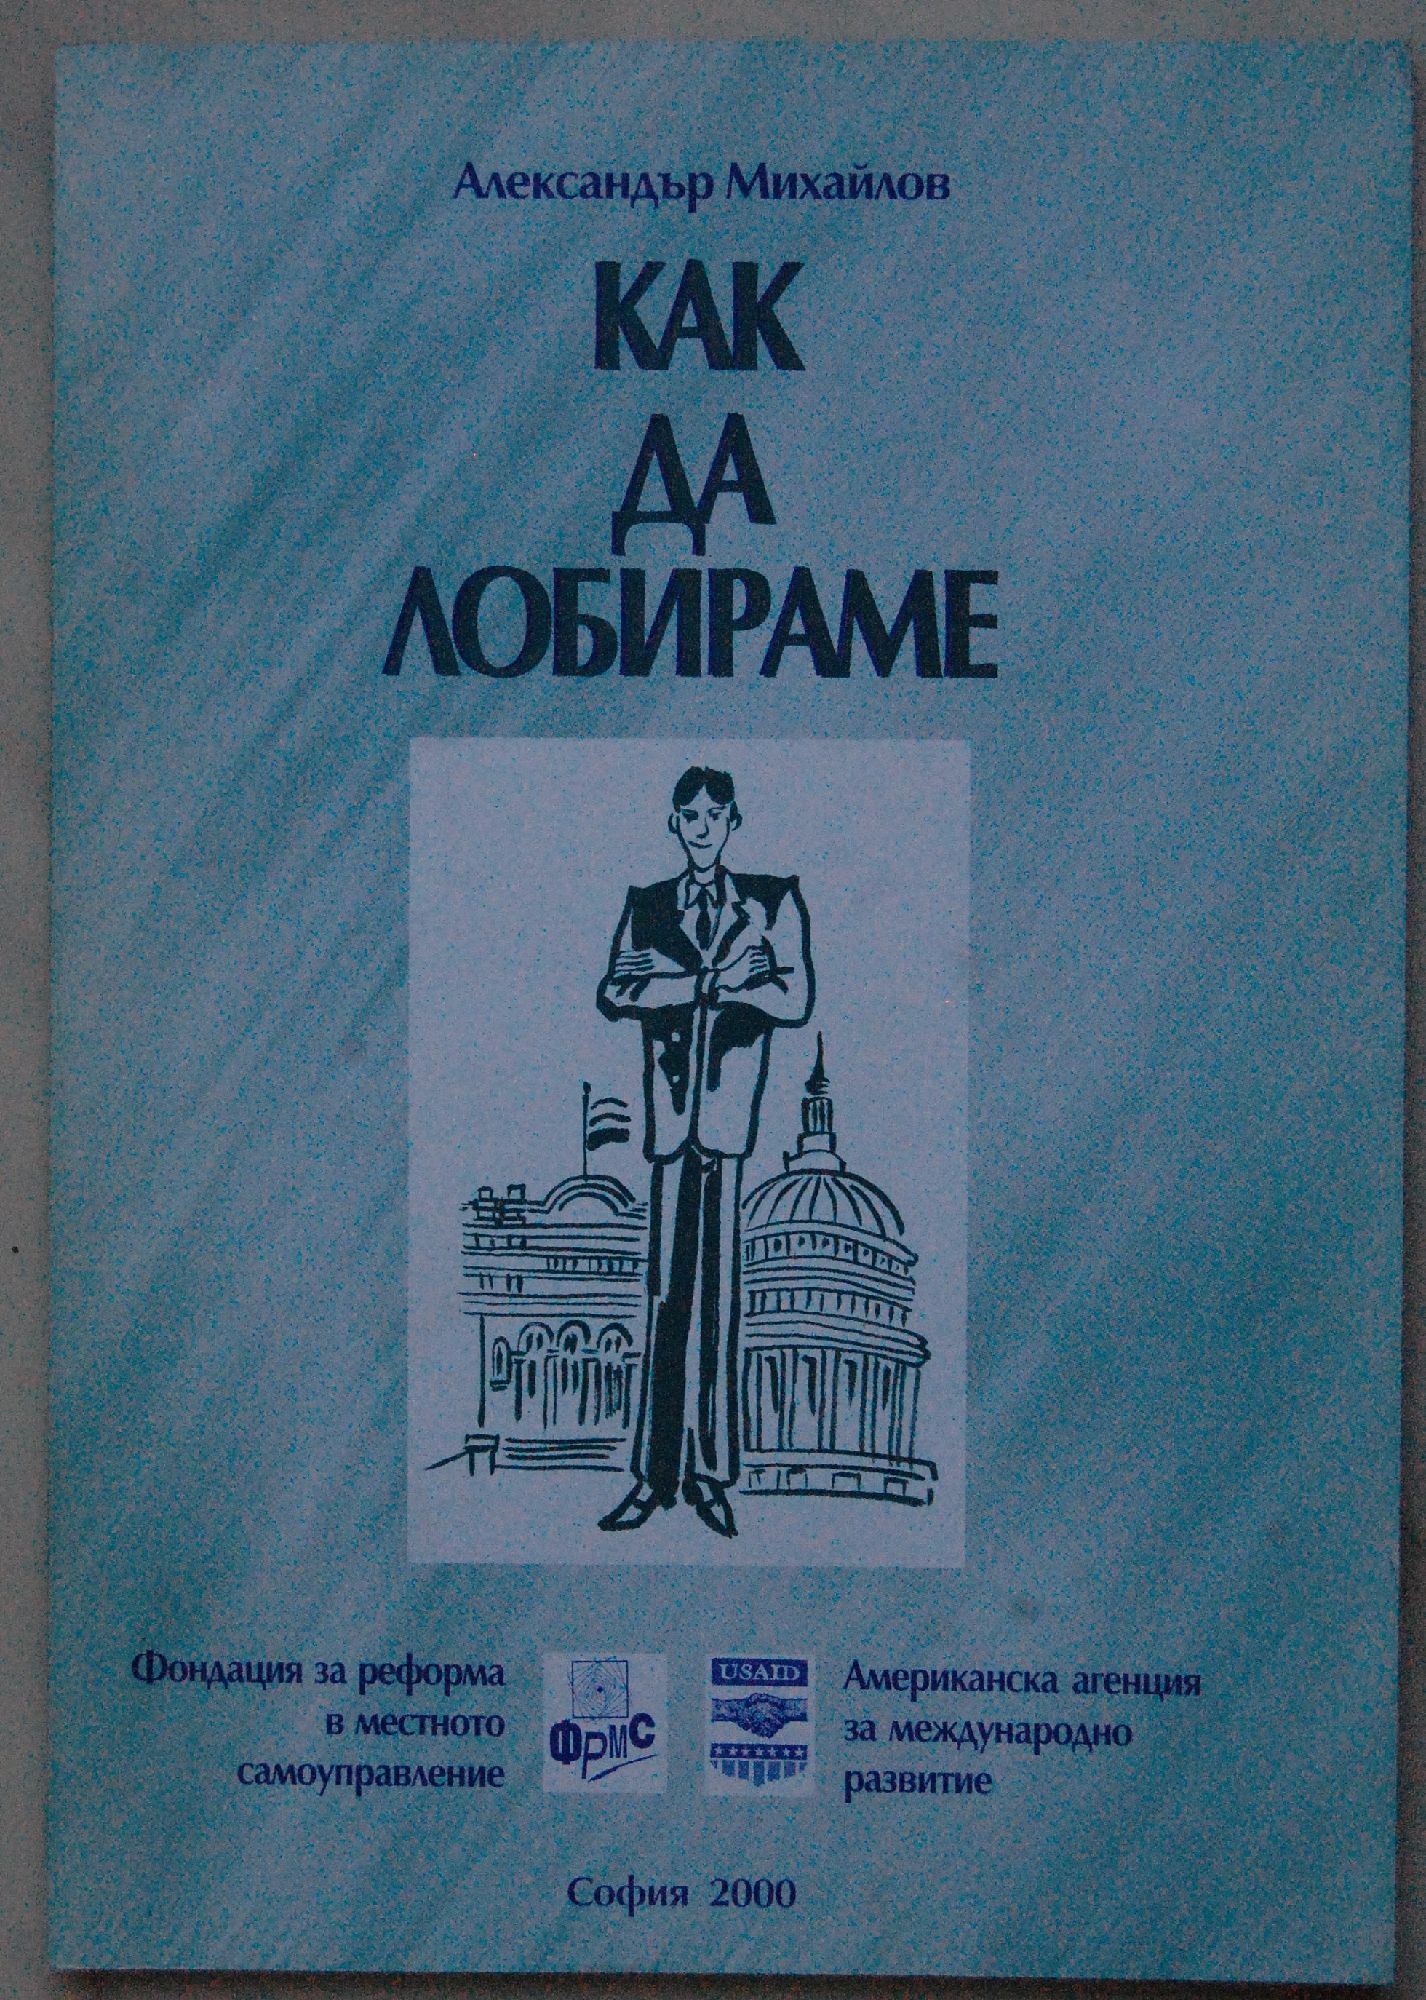 Александър Михайлов
КАК
ДА
ЛОБИРАМЕ
Фондация за реформа
в местното
самоуправление
ФРМС
USAID
Американска агенция
за международно
развитие
София 2000